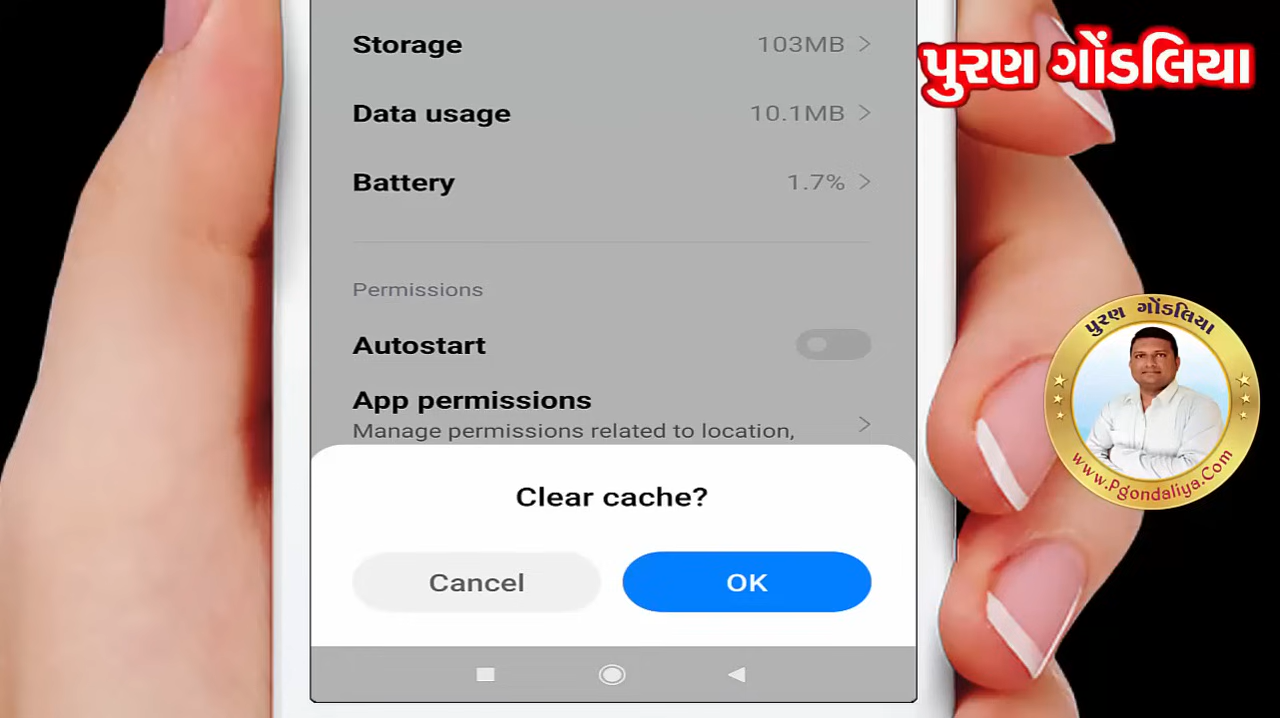 Storage 103MB
પુરણ ગોંડલિયા
Data usage 10.1MB
Battery 1.7%
Permissions
Autostart
App permissions
Manage permissions related to location,
Clear cache?
Cancel OK
પુરણ ગોંડલિયા
www.Pgondaliya.Com